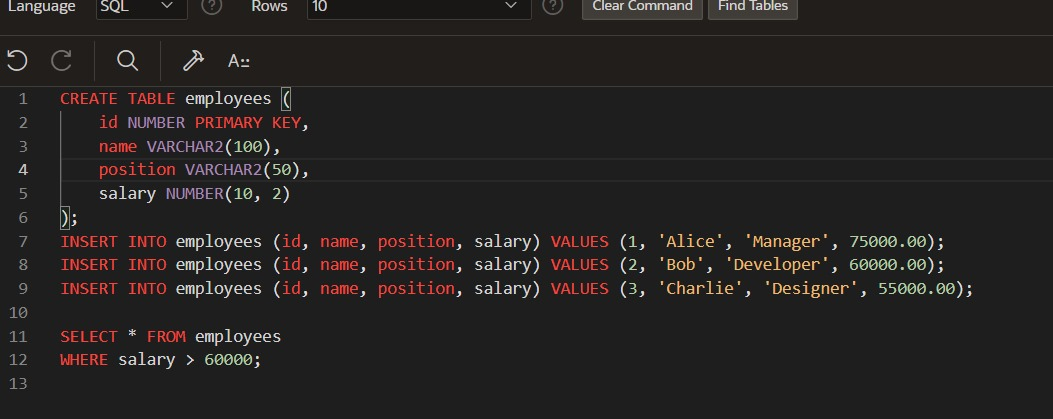 Language SQL ? Rows 10 ? Clear Command Find Tables
A::
1 CREATE TABLE employees (
2     id NUMBER PRIMARY KEY,
3     name VARCHAR2(100),
4     position VARCHAR2(50),
5     salary NUMBER(10, 2)
6 );
7 INSERT INTO employees (id, name, position, salary) VALUES (1, 'Alice', 'Manager', 75000.00);
8 INSERT INTO employees (id, name, position, salary) VALUES (2, 'Bob', 'Developer', 60000.00);
9 INSERT INTO employees (id, name, position, salary) VALUES (3, 'Charlie', 'Designer', 55000.00);
10
11 SELECT * FROM employees
12 WHERE salary > 60000;
13